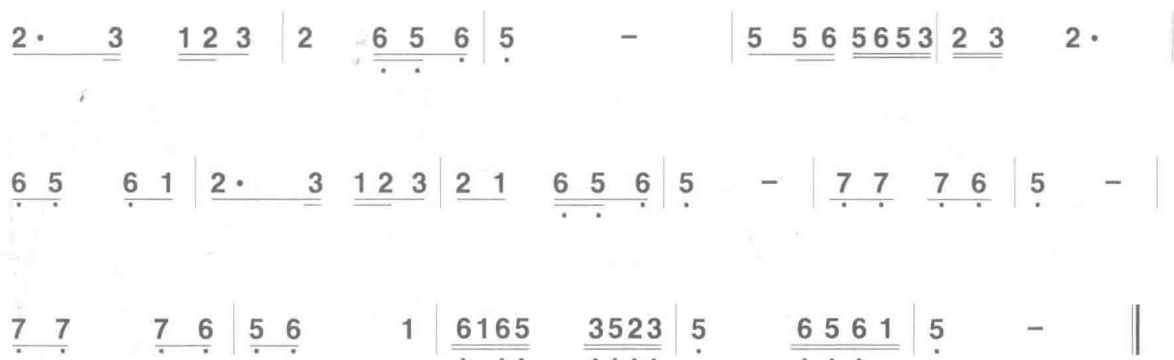 2· 3 1 2 3 | 2 6̣ 5̣ 6̣ | 5̣ – | 5 5 6 5 6 5 3 | 2 3 2· |
6̣ 5̣ 6̣ 1 | 2· 3 1 2 3 | 2 1 6̣ 5̣ 6̣ | 5̣ – | 7̣ 7̣ 7̣ 6̣ | 5̣ – |
7̣ 7̣ 7̣ 6̣ | 5̣ 6̣ 1 | 6̣ 1 6̣ 5̣ 3̣ 5̣ 2̣ 3̣ | 5̣ 6̣ 5̣ 6̣ 1 | 5̣ – ‖